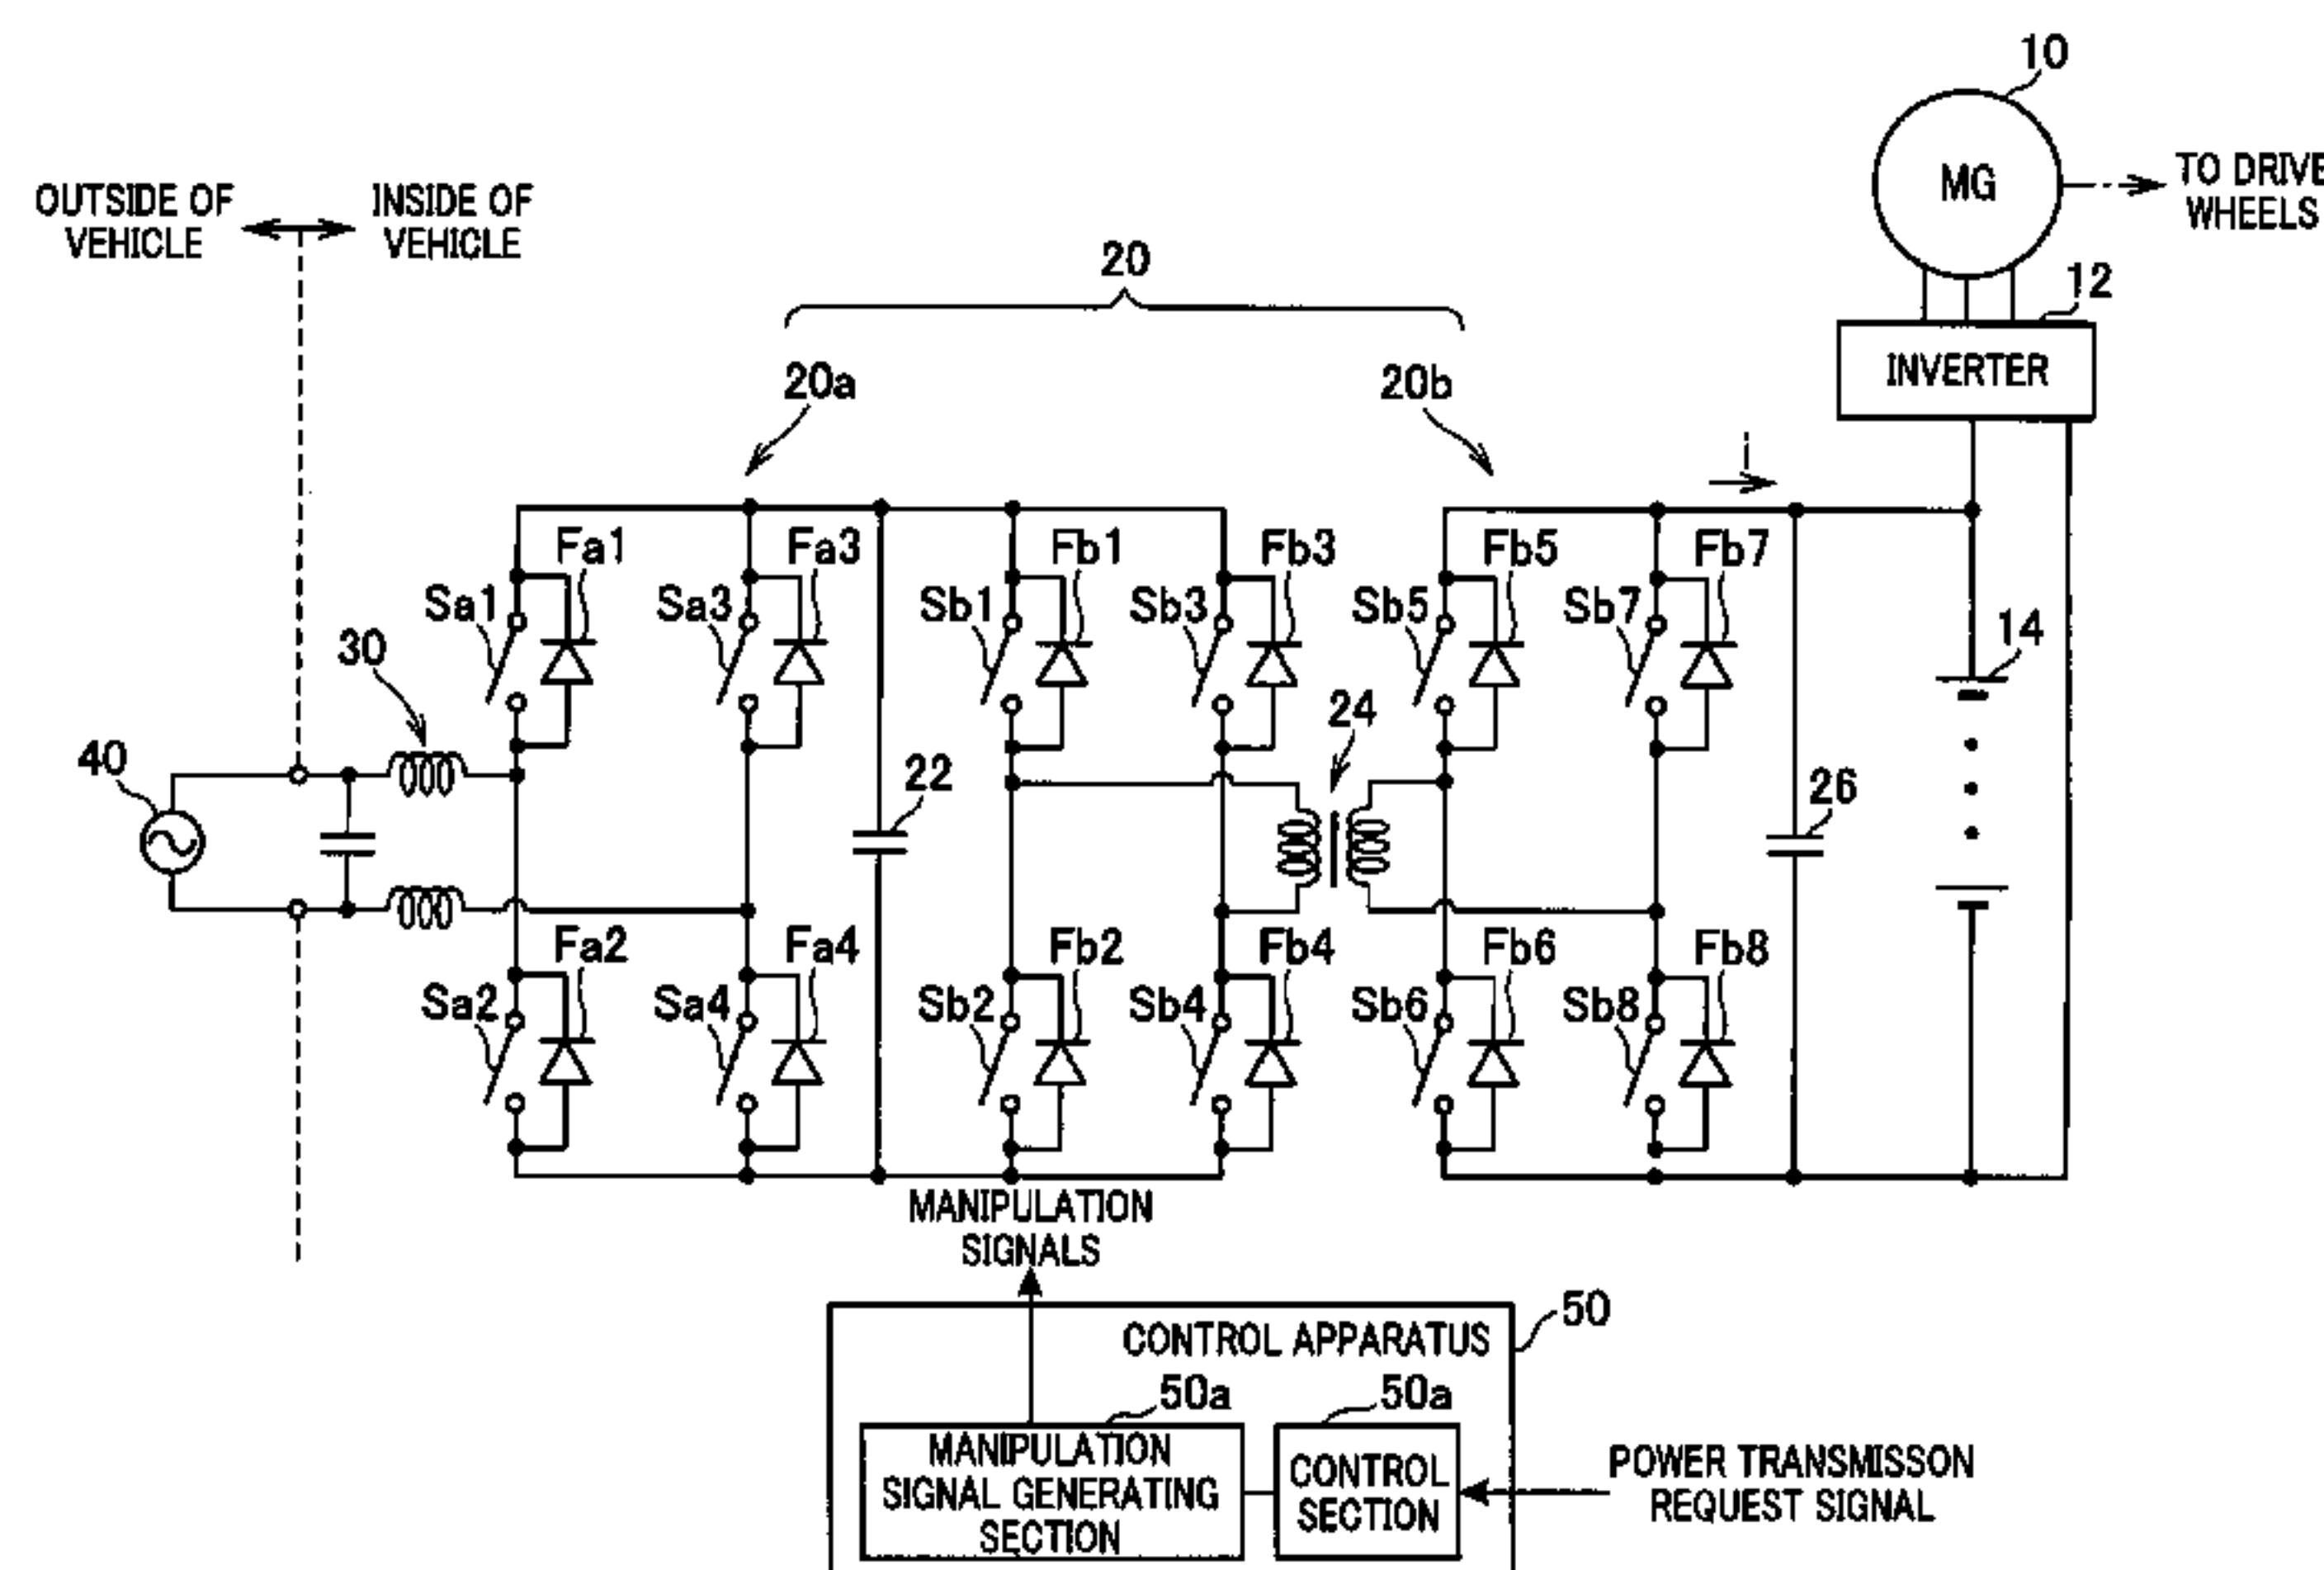 10
MG
TO DRIVE
WHEELS
OUTSIDE OF
VEHICLE
INSIDE OF
VEHICLE
20
12
INVERTER
20a
20b
i
Fa1
Fa3
Fb1
Fb3
Fb5
Fb7
Sa1
Sa3
Sb1
Sb3
Sb5
Sb7
14
30
24
40
22
26
Fa2
Fa4
Fb2
Fb4
Fb6
Fb8
Sa2
Sa4
Sb2
Sb4
Sb6
Sb8
MANIPULATION
SIGNALS
50
CONTROL APPARATUS
50a
50a
MANIPULATION
SIGNAL GENERATING
SECTION
CONTROL
SECTION
POWER TRANSMISSON
REQUEST SIGNAL